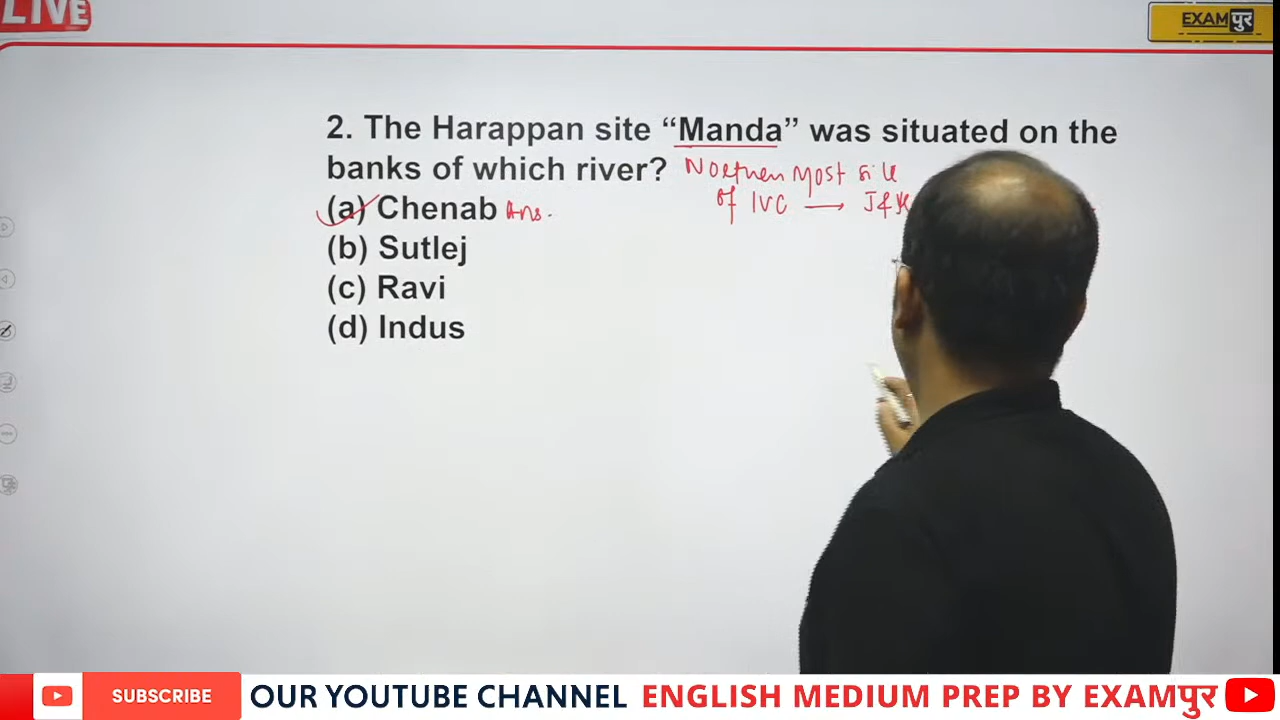 LIVE
EXAMपुर
2. The Harappan site “Manda” was situated on the
banks of which river? Northern Most site
of IVC → J&K
(a) Chenab Ans.
(b) Sutlej
(c) Ravi
(d) Indus
SUBSCRIBE OUR YOUTUBE CHANNEL ENGLISH MEDIUM PREP BY EXAMपुर